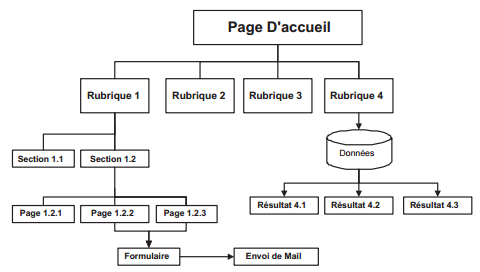 Page D'accueil
Rubrique 1
Rubrique 2
Rubrique 3
Rubrique 4
Données
Section 1.1
Section 1.2
Page 1.2.1
Page 1.2.2
Page 1.2.3
Résultat 4.1
Résultat 4.2
Résultat 4.3
Formulaire
Envoi de Mail